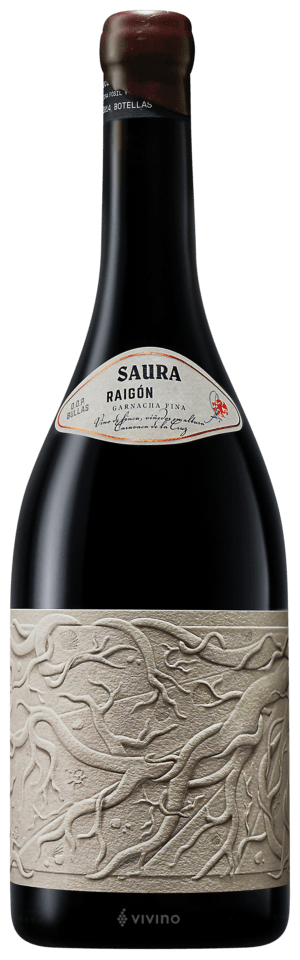 BOTELLAS
SAURA
D.O.P.
BULLAS
RAIGÓN
GARNACHA FINA
Vino de finca, viñedos en altura
Caravaca de la Cruz
vivino